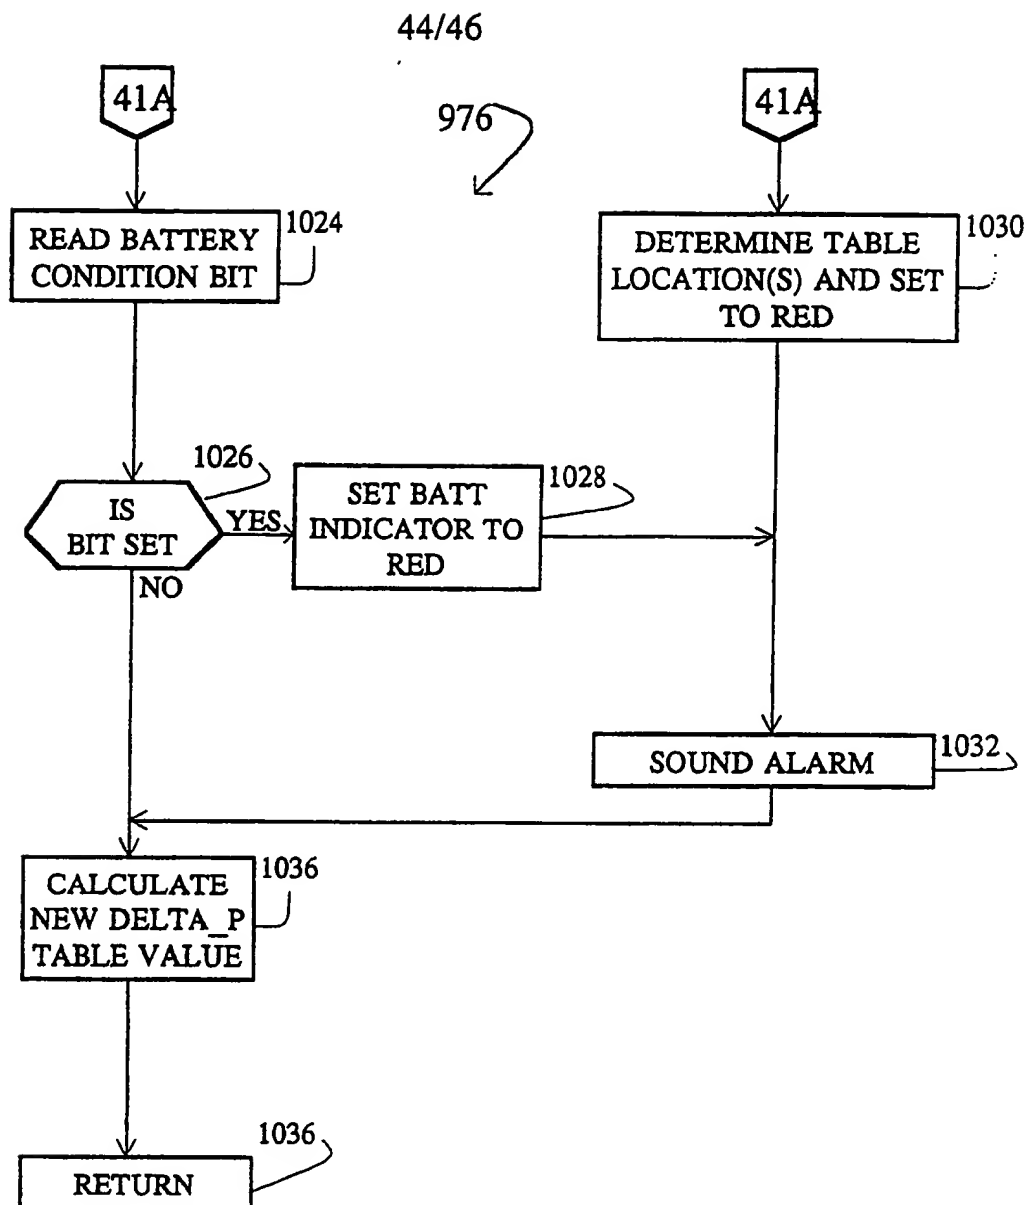 44/46
41A
976
41A
READ BATTERY
CONDITION BIT
1024
DETERMINE TABLE
LOCATION(S) AND SET
TO RED
1030
IS
BIT SET
1026
YES
NO
SET BATT
INDICATOR TO
RED
1028
SOUND ALARM
1032
CALCULATE
NEW DELTA_P
TABLE VALUE
1036
RETURN
1036